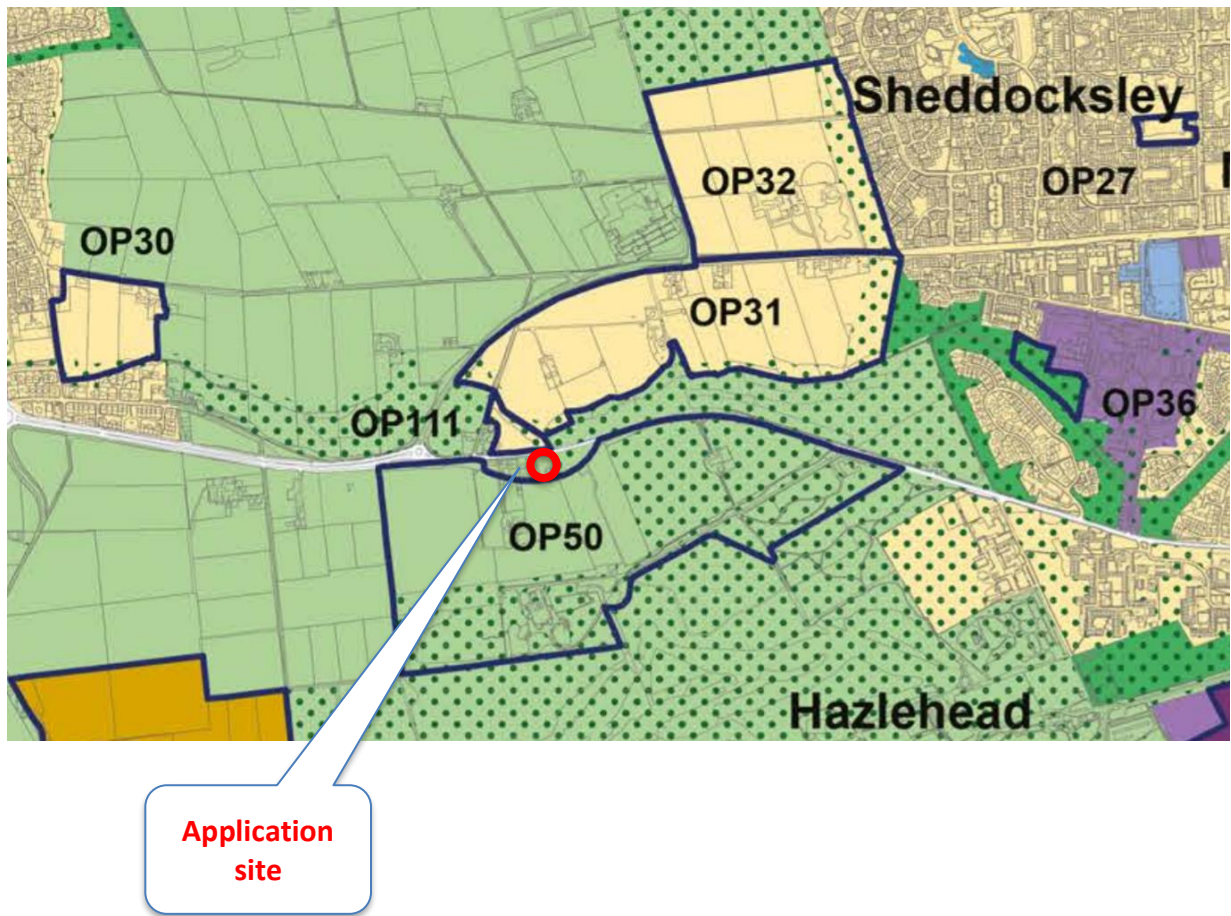 Sheddocksley
OP32
OP27
OP30
OP31
OP111
OP36
OP50
Hazlehead
Application
site